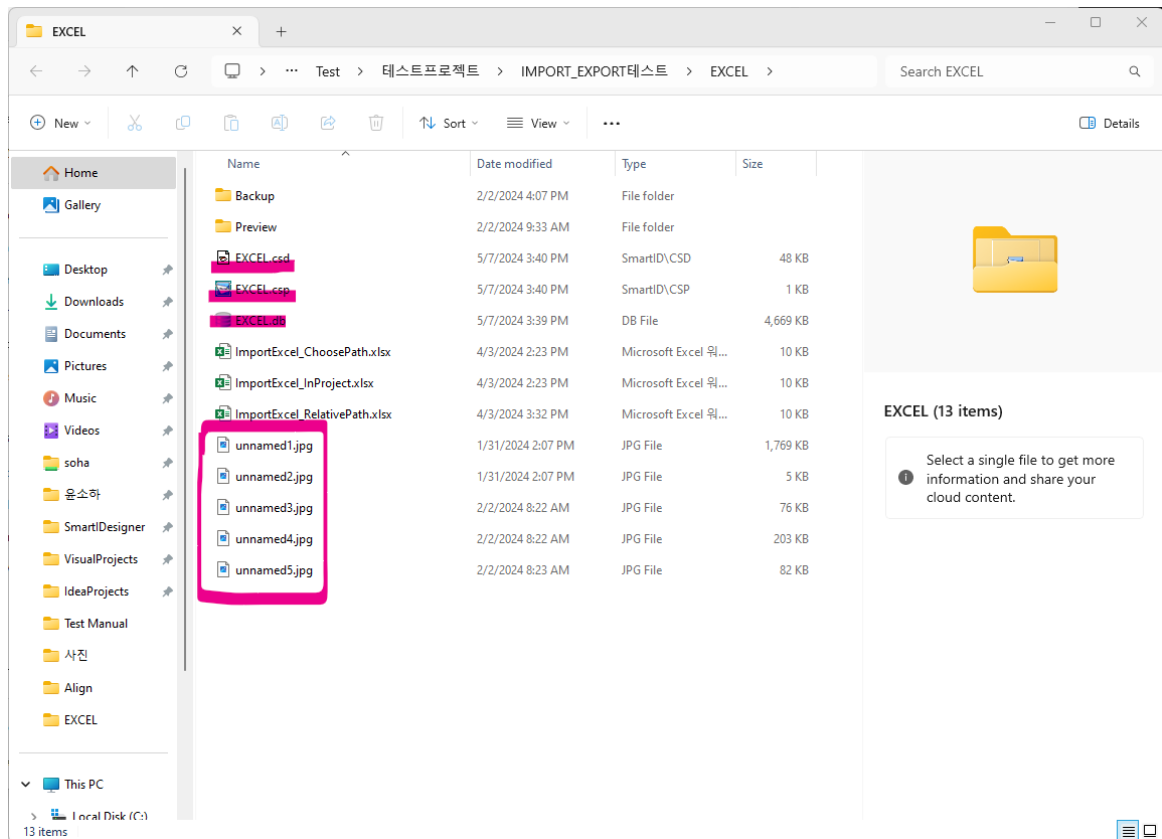 EXCEL
Test > 테스트프로젝트 > IMPORT_EXPORT테스트 > EXCEL >
Search EXCEL
New
Sort
View
Details
Home
Gallery
Desktop
Downloads
Documents
Pictures
Music
Videos
soha
윤소하
SmartIDesigner
VisualProjects
IdeaProjects
Test Manual
사진
Align
EXCEL
This PC
Local Disk (C:)
13 items
Name Date modified Type Size
Backup 2/2/2024 4:07 PM File folder
Preview 2/2/2024 9:33 AM File folder
EXCEL.csd 5/7/2024 3:40 PM SmartID\CSD 48 KB
EXCEL.csp 5/7/2024 3:40 PM SmartID\CSP 1 KB
EXCEL.db 5/7/2024 3:39 PM DB File 4,669 KB
ImportExcel_ChoosePath.xlsx 4/3/2024 2:23 PM Microsoft Excel 워... 10 KB
ImportExcel_InProject.xlsx 4/3/2024 2:23 PM Microsoft Excel 워... 10 KB
ImportExcel_RelativePath.xlsx 4/3/2024 3:32 PM Microsoft Excel 워... 10 KB
unnamed1.jpg 1/31/2024 2:07 PM JPG File 1,769 KB
unnamed2.jpg 1/31/2024 2:07 PM JPG File 5 KB
unnamed3.jpg 2/2/2024 8:22 AM JPG File 76 KB
unnamed4.jpg 2/2/2024 8:22 AM JPG File 203 KB
unnamed5.jpg 2/2/2024 8:23 AM JPG File 82 KB
EXCEL (13 items)
Select a single file to get more
information and share your
cloud content.